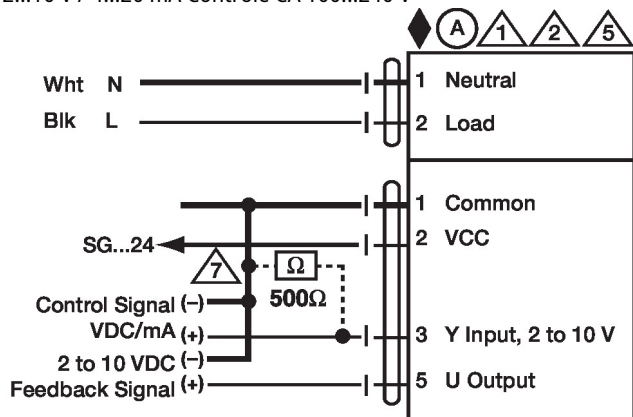 A 1 2 5
Wht N 1 Neutral
Blk L 2 Load
1 Common
SG...24 2 VCC
7 Ω
500Ω
Control Signal (–)
VDC/mA (+) 3 Y Input, 2 to 10 V
2 to 10 VDC (–)
Feedback Signal (+) 5 U Output